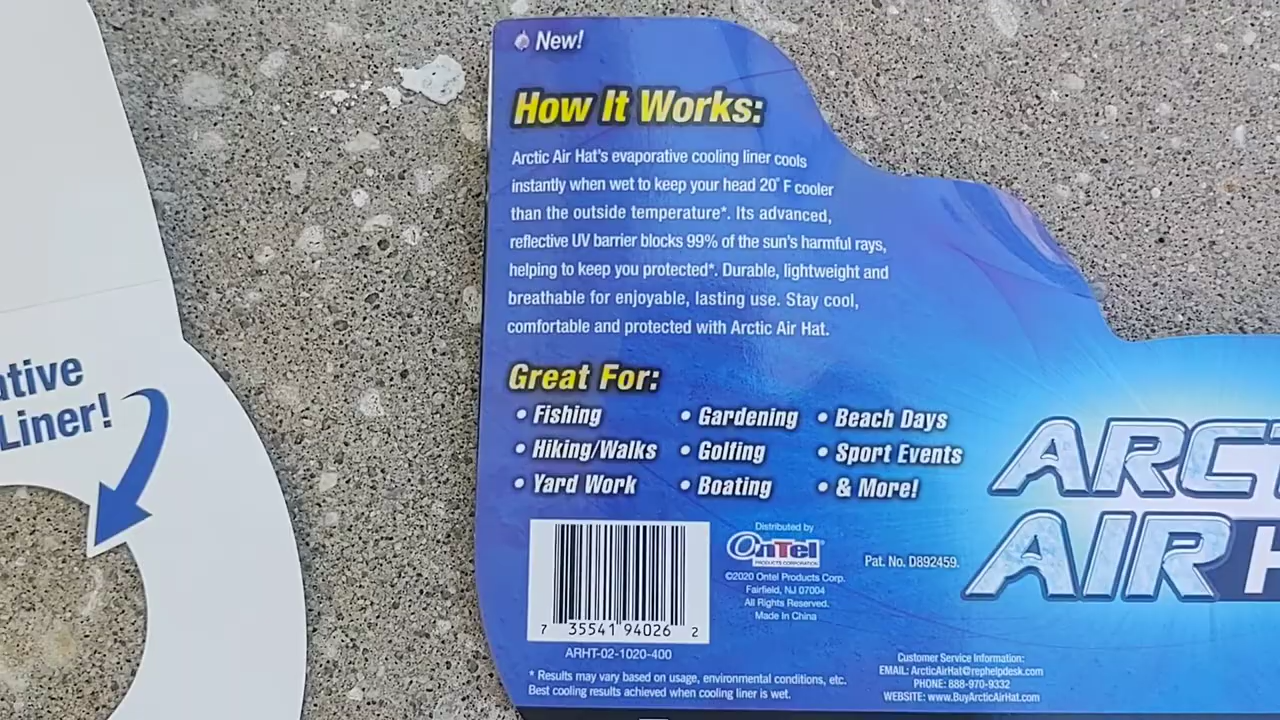 New!
How It Works:
Arctic Air Hat's evaporative cooling liner cools
instantly when wet to keep your head 20° F cooler
than the outside temperature*. Its advanced,
reflective UV barrier blocks 99% of the sun's harmful rays,
helping to keep you protected*. Durable, lightweight and
breathable for enjoyable, lasting use. Stay cool,
comfortable and protected with Arctic Air Hat.
Great For:
• Fishing • Gardening • Beach Days
• Hiking/Walks • Golfing • Sport Events
• Yard Work • Boating • & More!
ative
Liner!
ARCT
AIR H
7 35541 94026 2
ARHT-02-1020-400
Distributed by
OnTel®
PRODUCTS CORPORATION
©2020 Ontel Products Corp.
Fairfield, NJ 07004
All Rights Reserved.
Made In China
Pat. No. D892459.
* Results may vary based on usage, environmental conditions, etc.
Best cooling results achieved when cooling liner is wet.
Customer Service Information:
EMAIL: ArcticAirHat@rephelpdesk.com
PHONE: 888-970-9332
WEBSITE: www.BuyArcticAirHat.com